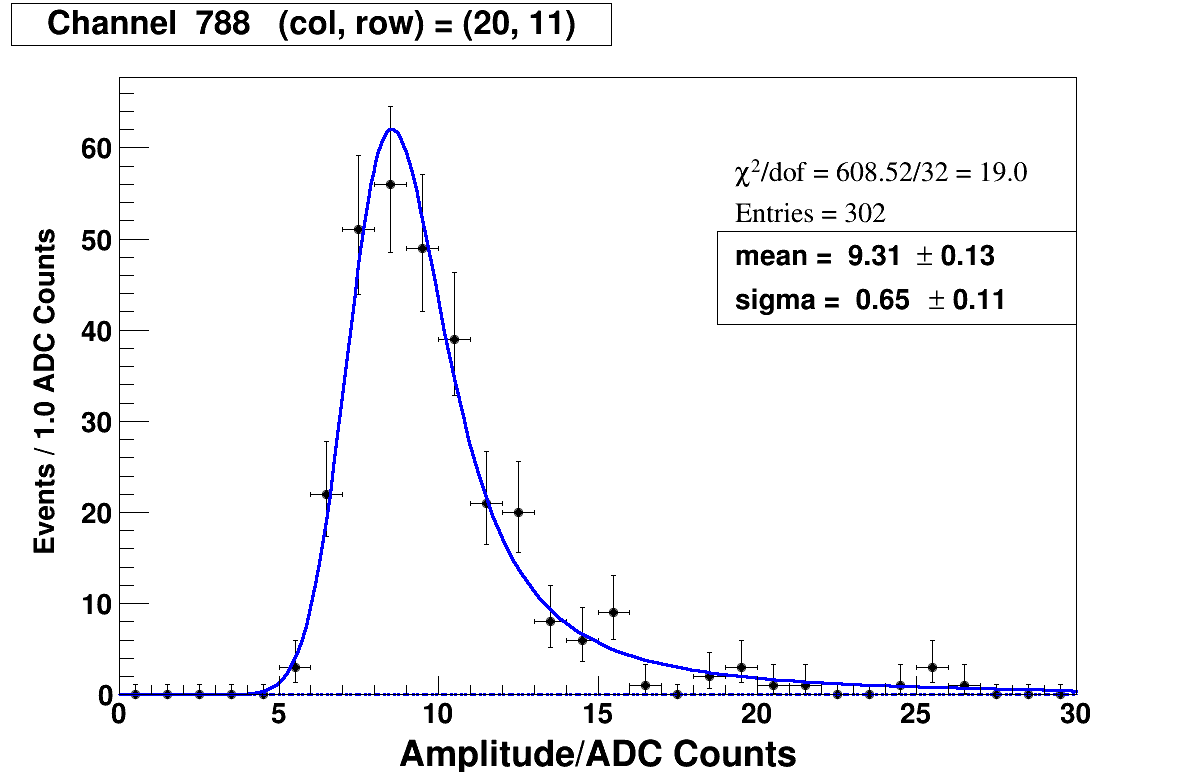 Channel 788 (col, row) = (20, 11)
χ²/dof = 608.52/32 = 19.0
Entries = 302
mean = 9.31 ± 0.13
sigma = 0.65 ± 0.11
Events / 1.0 ADC Counts
60
50
40
30
20
10
0
0 5 10 15 20 25 30
Amplitude/ADC Counts